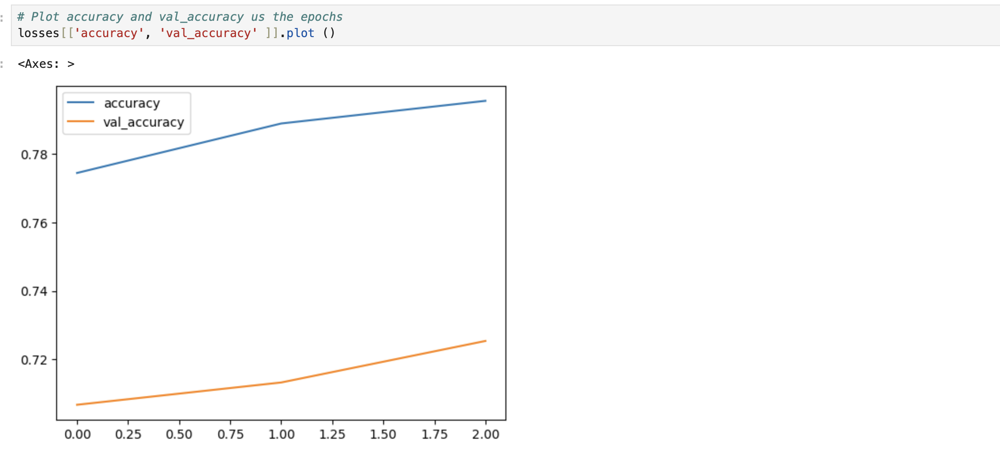 # Plot accuracy and val_accuracy us the epochs
losses[['accuracy', 'val_accuracy' ]].plot ()
<Axes: >
accuracy
val_accuracy
0.78
0.76
0.74
0.72
0.00 0.25 0.50 0.75 1.00 1.25 1.50 1.75 2.00